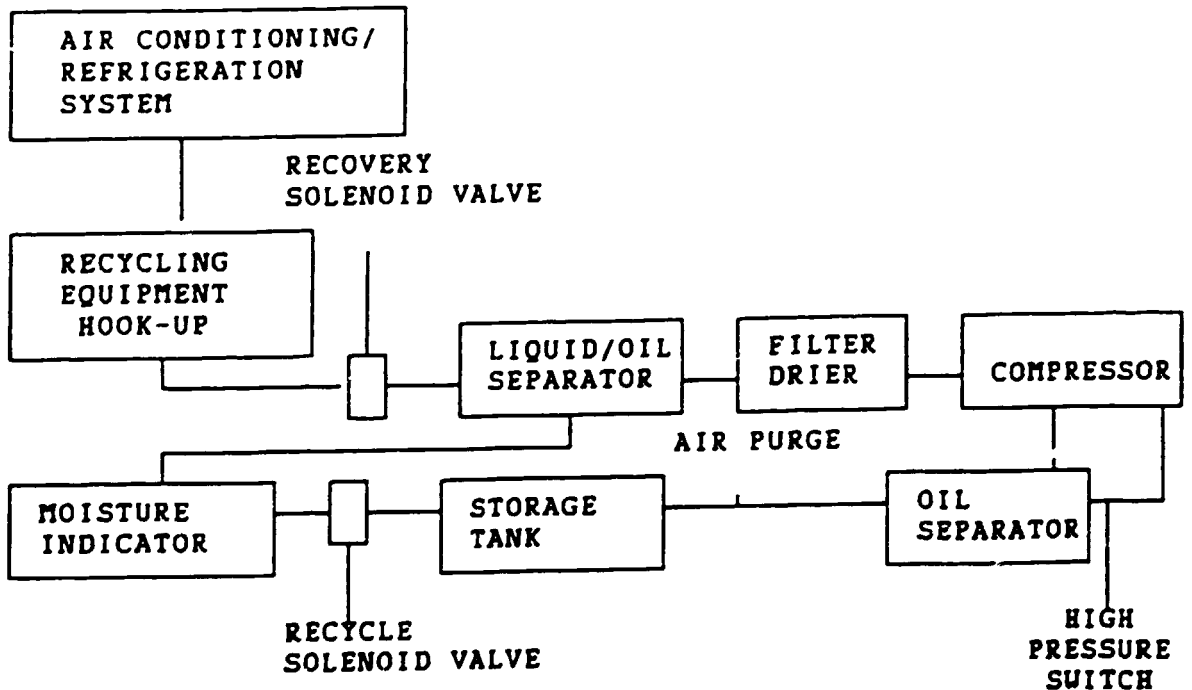 AIR CONDITIONING/
REFRIGERATION
SYSTEM
RECOVERY
SOLENOID VALVE
RECYCLING
EQUIPMENT
HOOK-UP
LIQUID/OIL
SEPARATOR
FILTER
DRIER
COMPRESSOR
AIR PURGE
MOISTURE
INDICATOR
STORAGE
TANK
OIL
SEPARATOR
RECYCLE
SOLENOID VALVE
HIGH
PRESSURE
SWITCH